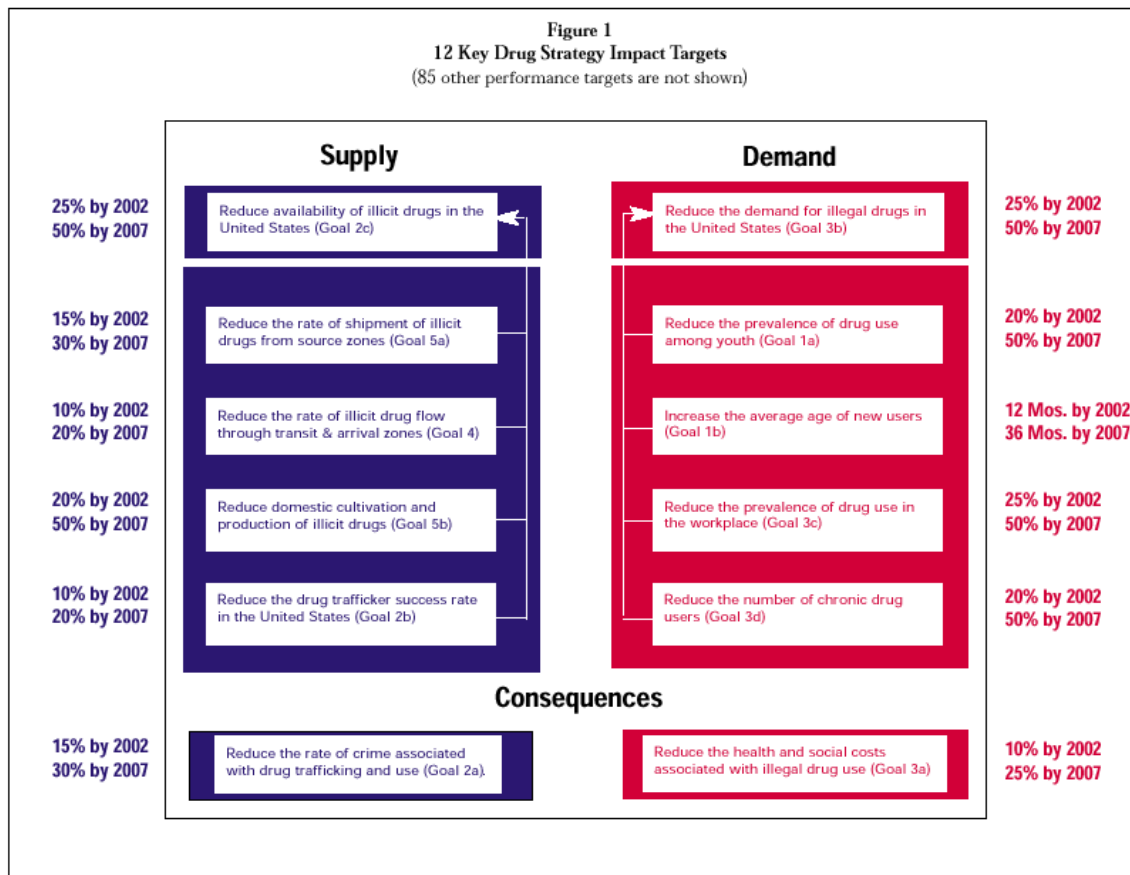 Figure 1
12 Key Drug Strategy Impact Targets
(85 other performance targets are not shown)
Supply
25% by 2002
50% by 2007
Reduce availability of illicit drugs in the
United States (Goal 2c)
15% by 2002
30% by 2007
Reduce the rate of shipment of illicit
drugs from source zones (Goal 5a)
10% by 2002
20% by 2007
Reduce the rate of illicit drug flow
through transit & arrival zones (Goal 4)
20% by 2002
50% by 2007
Reduce domestic cultivation and
production of illicit drugs (Goal 5b)
10% by 2002
20% by 2007
Reduce the drug trafficker success rate
in the United States (Goal 2b)
Demand
Reduce the demand for illegal drugs in
the United States (Goal 3b)
25% by 2002
50% by 2007
Reduce the prevalence of drug use
among youth (Goal 1a)
20% by 2002
50% by 2007
Increase the average age of new users
(Goal 1b)
12 Mos. by 2002
36 Mos. by 2007
Reduce the prevalence of drug use in
the workplace (Goal 3c)
25% by 2002
50% by 2007
Reduce the number of chronic drug
users (Goal 3d)
20% by 2002
50% by 2007
Consequences
15% by 2002
30% by 2007
Reduce the rate of crime associated
with drug trafficking and use (Goal 2a).
Reduce the health and social costs
associated with illegal drug use (Goal 3a)
10% by 2002
25% by 2007